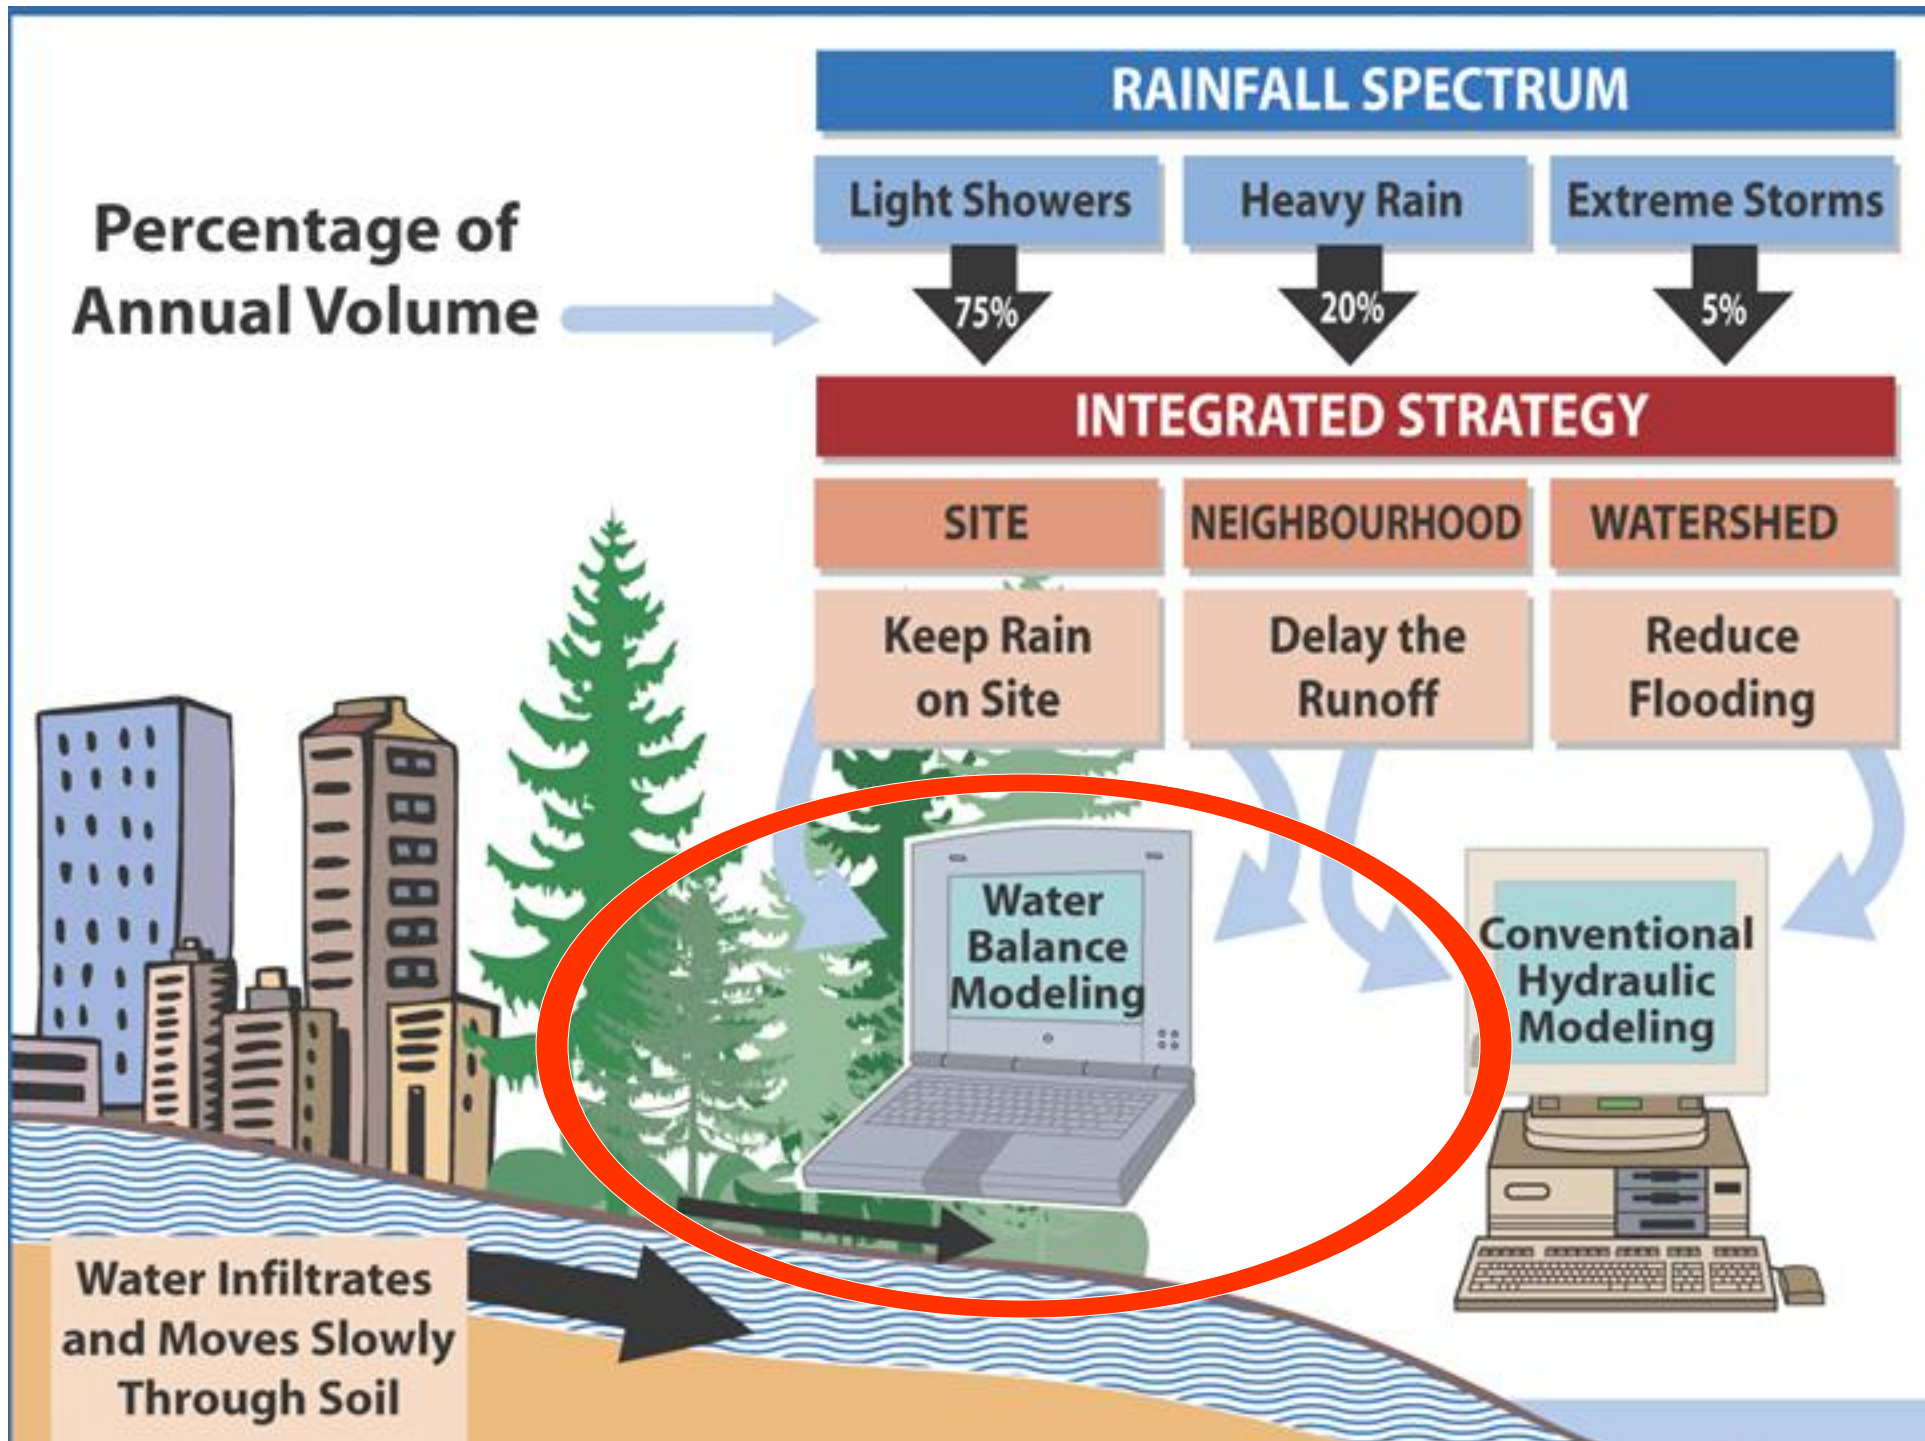 RAINFALL SPECTRUM
Light Showers
Heavy Rain
Extreme Storms
Percentage of
Annual Volume
75%
20%
5%
INTEGRATED STRATEGY
SITE
NEIGHBOURHOOD
WATERSHED
Keep Rain
on Site
Delay the
Runoff
Reduce
Flooding
Water
Balance
Modeling
Conventional
Hydraulic
Modeling
Water Infiltrates
and Moves Slowly
Through Soil